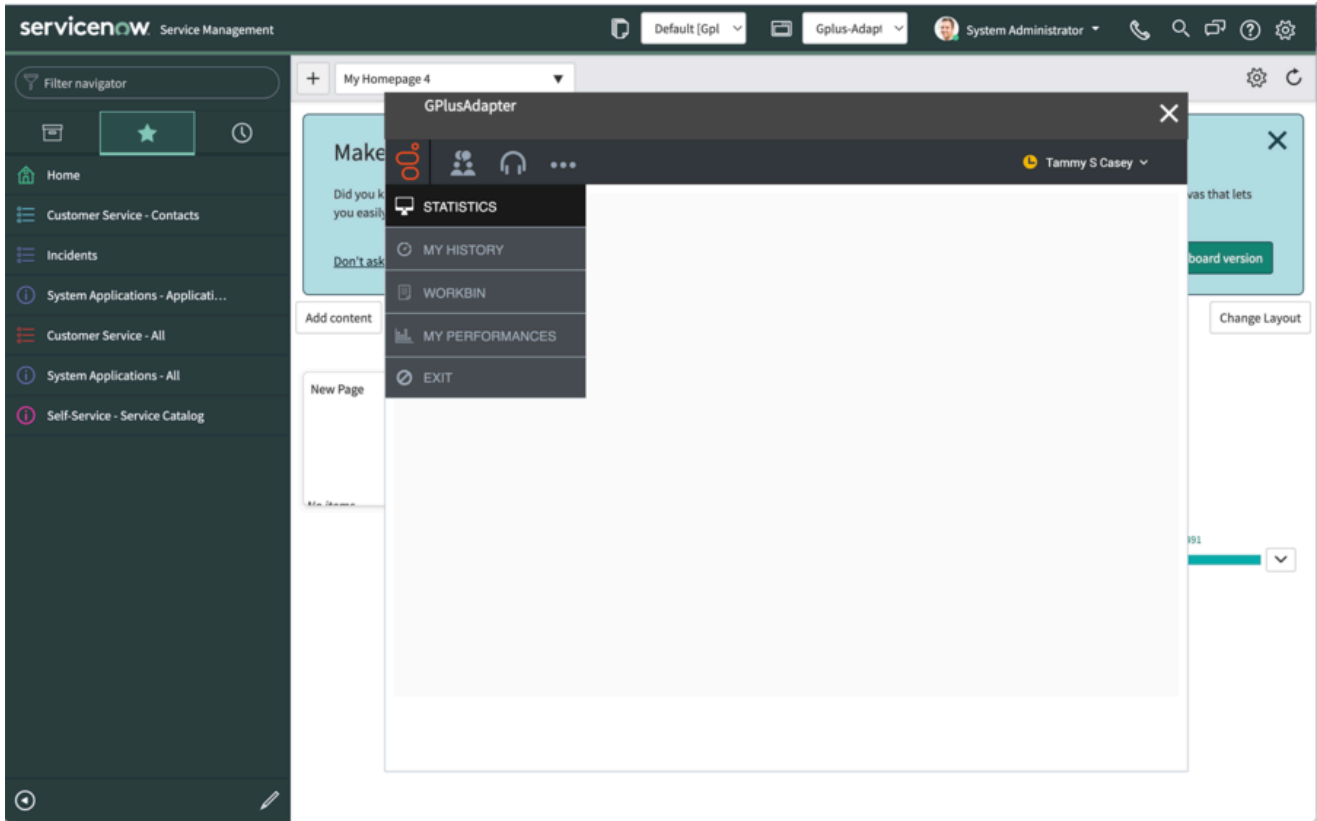 servicenow. Service Management
Default [Gpl
Gplus-Adapt
System Administrator
Filter navigator
My Homepage 4
GPlusAdapter
Home
Customer Service - Contacts
Incidents
System Applications - Applicati...
Customer Service - All
System Applications - All
Self-Service - Service Catalog
Make
Did you k
you easily
Don't ask
vas that lets
board version
Tammy S Casey
STATISTICS
MY HISTORY
WORKBIN
MY PERFORMANCES
EXIT
Add content
Change Layout
New Page
No items